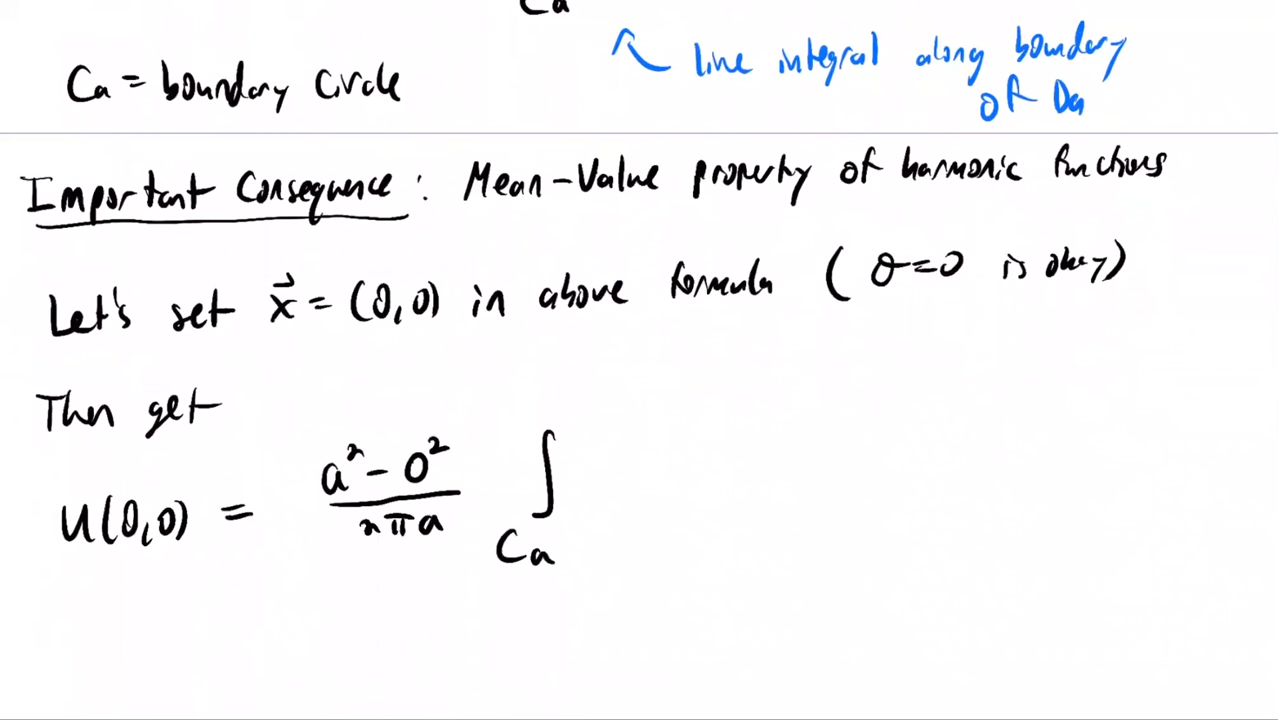 Ca
line integral along boundary
of Da
Ca = boundary circle
Important Consequence : Mean-Value property of harmonic functions
Let's set x⃗ = (0,0) in above formula ( θ=0 is okay)
Then get
u(0,0) = \frac{a² - 0²}{2πa} ∫_{Ca}